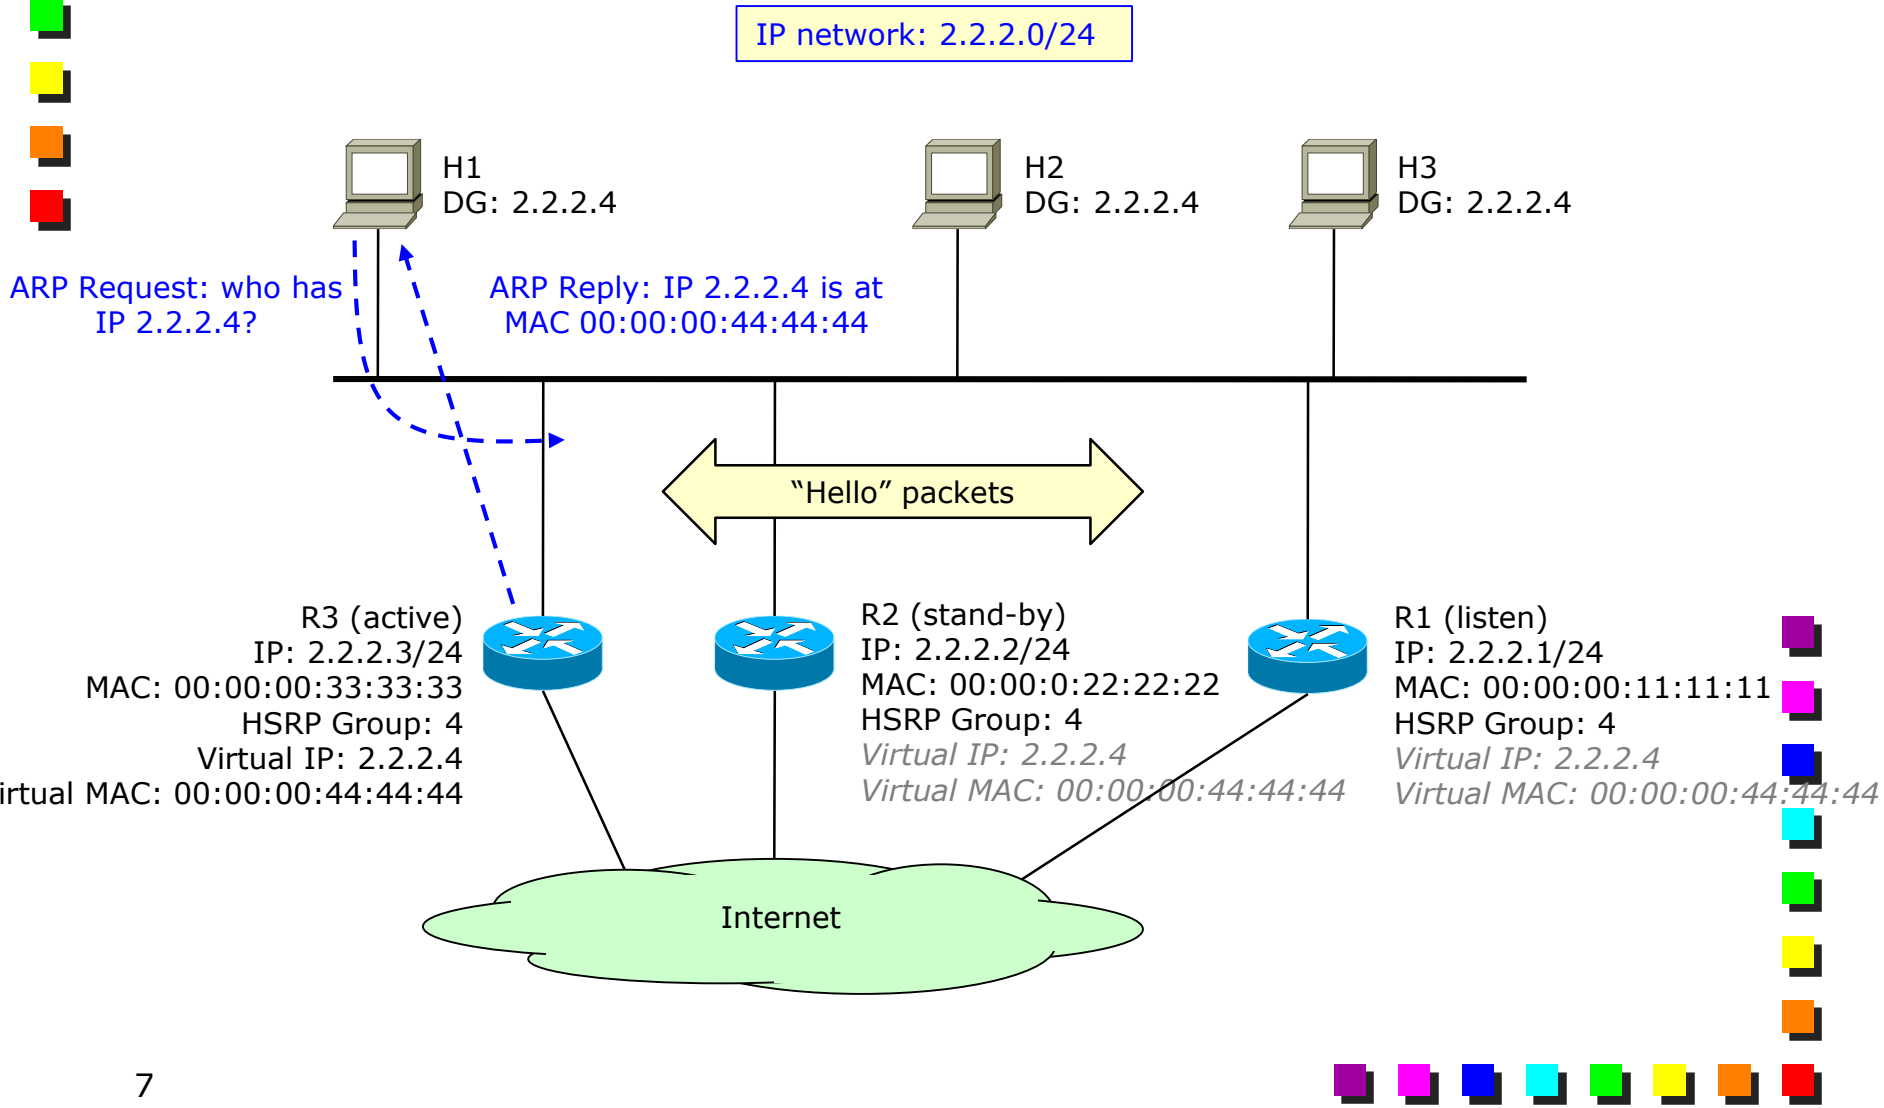 IP network: 2.2.2.0/24
H1
DG: 2.2.2.4
H2
DG: 2.2.2.4
H3
DG: 2.2.2.4
ARP Request: who has
IP 2.2.2.4?
ARP Reply: IP 2.2.2.4 is at
MAC 00:00:00:44:44:44
“Hello” packets
R3 (active)
IP: 2.2.2.3/24
MAC: 00:00:00:33:33:33
HSRP Group: 4
Virtual IP: 2.2.2.4
irtual MAC: 00:00:00:44:44:44
R2 (stand-by)
IP: 2.2.2.2/24
MAC: 00:00:0:22:22:22
HSRP Group: 4
Virtual IP: 2.2.2.4
Virtual MAC: 00:00:00:44:44:44
R1 (listen)
IP: 2.2.2.1/24
MAC: 00:00:00:11:11:11
HSRP Group: 4
Virtual IP: 2.2.2.4
Virtual MAC: 00:00:00:44:44:44
Internet
7